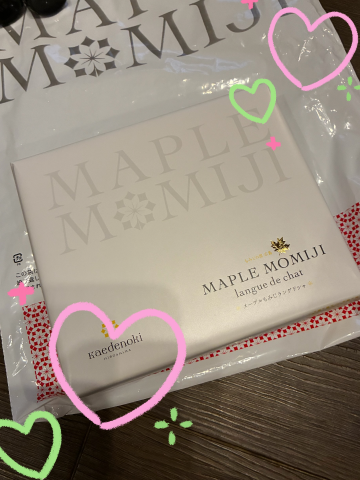 MAPLE
MOMIJI
MAPLE
MOMIJI
MAPLE MOMIJI
langue de chat
メープルもみじラングドシャ
Kaedenoki